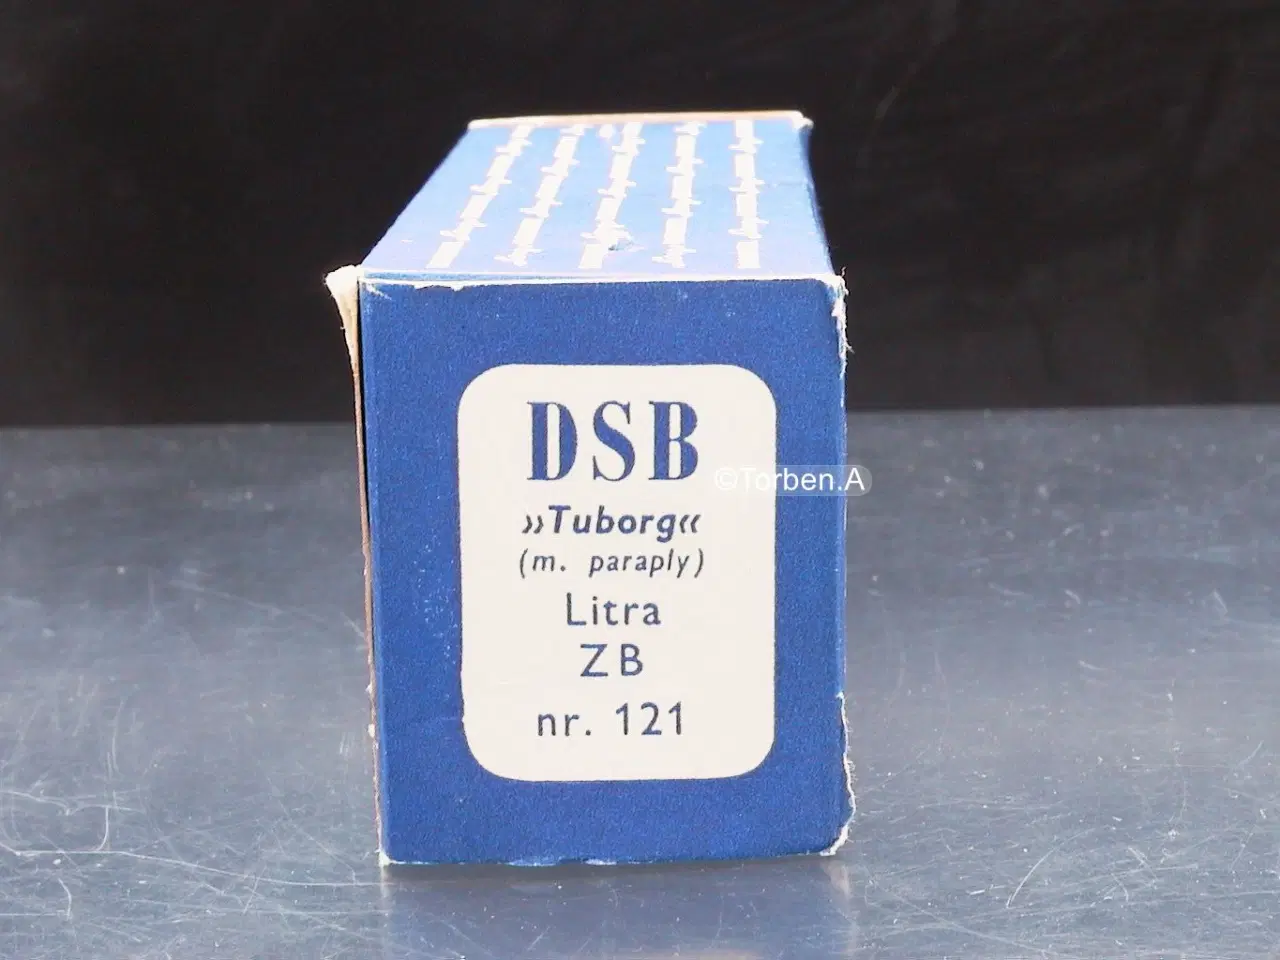 DSB
»Tuborg«
(m. paraply)
Litra
ZB
nr. 121
©Torben.A